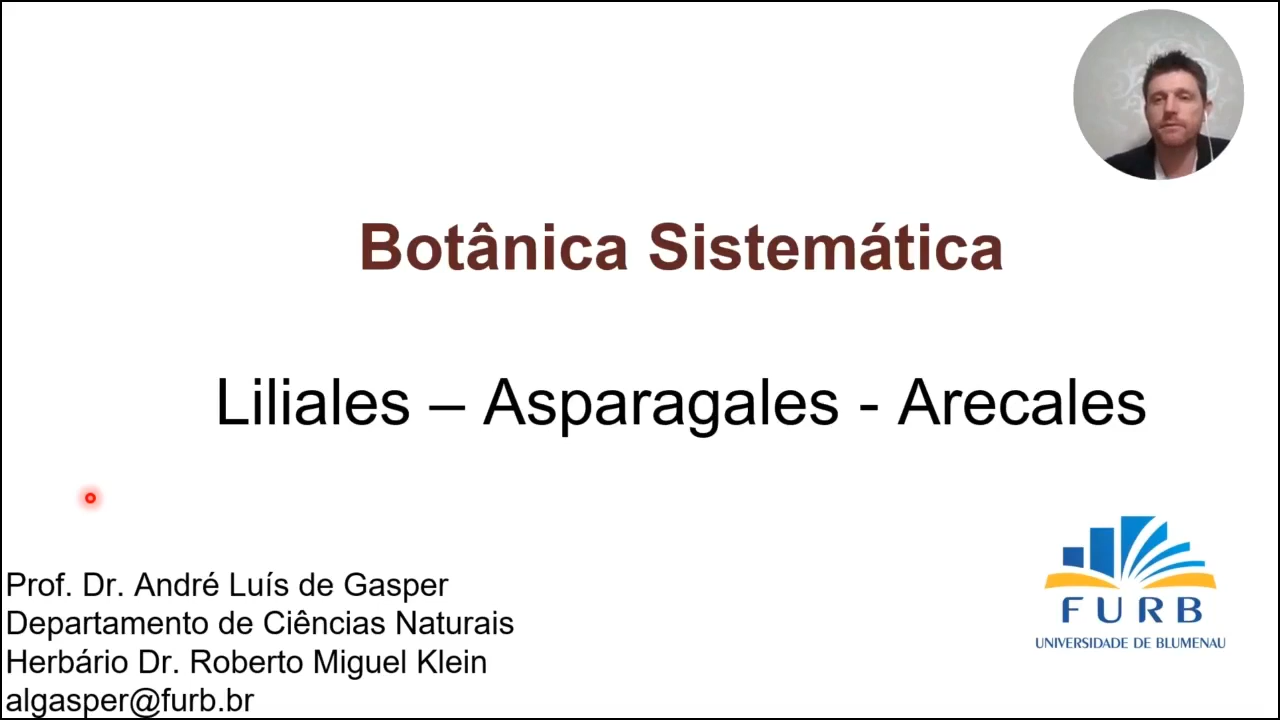 Botânica Sistemática
Liliales – Asparagales - Arecales
Prof. Dr. André Luís de Gasper
Departamento de Ciências Naturais
Herbário Dr. Roberto Miguel Klein
algasper@furb.br
FURB
UNIVERSIDADE DE BLUMENAU